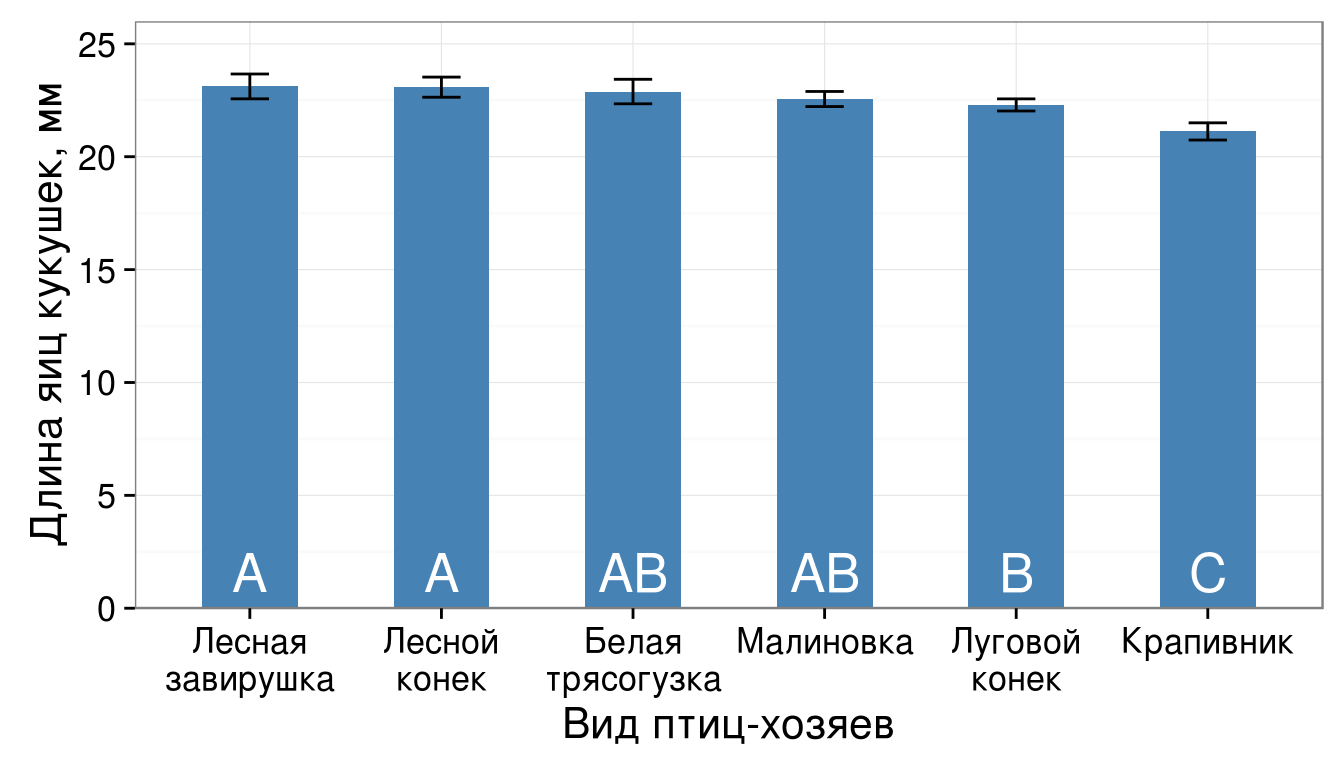 Длина яиц кукушек, мм
25
20
15
10
5
0
A
A
AB
AB
B
C
Лесная
завирушка
Лесной
конек
Белая
трясогузка
Малиновка
Луговой
конек
Крапивник
Вид птиц-хозяев